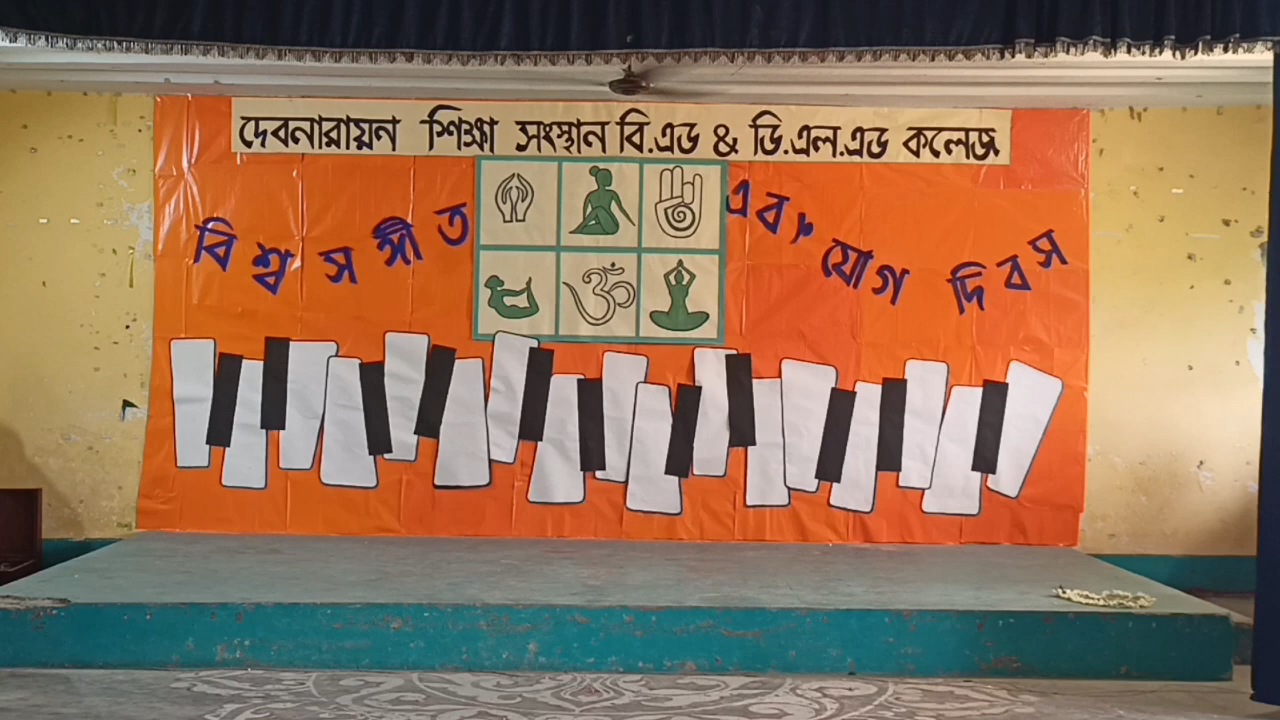 দেবনারায়ন শিক্ষা সংস্থান বি.এড & ডি.এল.এড কলেজ
বিশ্ব সঙ্গীত এবং যোগ দিবস
ॐ